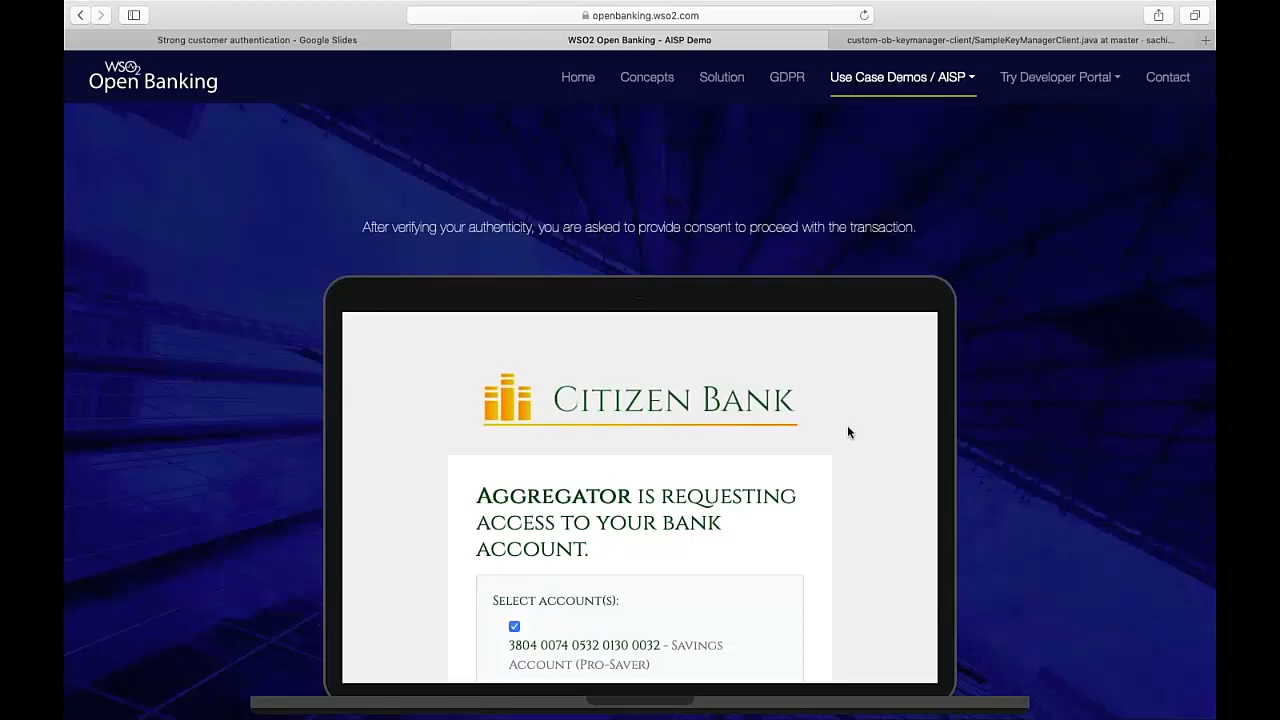 openbanking.wso2.com
Strong customer authentication - Google Slides
WSO2 Open Banking - AISP Demo
custom-ob-keymanager-client/SampleKeyManagerClient.java at master · sachi...
WSO2
Open Banking
Home
Concepts
Solution
GDPR
Use Case Demos / AISP
Try Developer Portal
Contact
After verifying your authenticity, you are asked to provide consent to proceed with the transaction.
CITIZEN BANK
AGGREGATOR IS REQUESTING
ACCESS TO YOUR BANK
ACCOUNT.
SELECT ACCOUNT(S):
3804 0074 0532 0130 0032 - SAVINGS
ACCOUNT (PRO-SAVER)